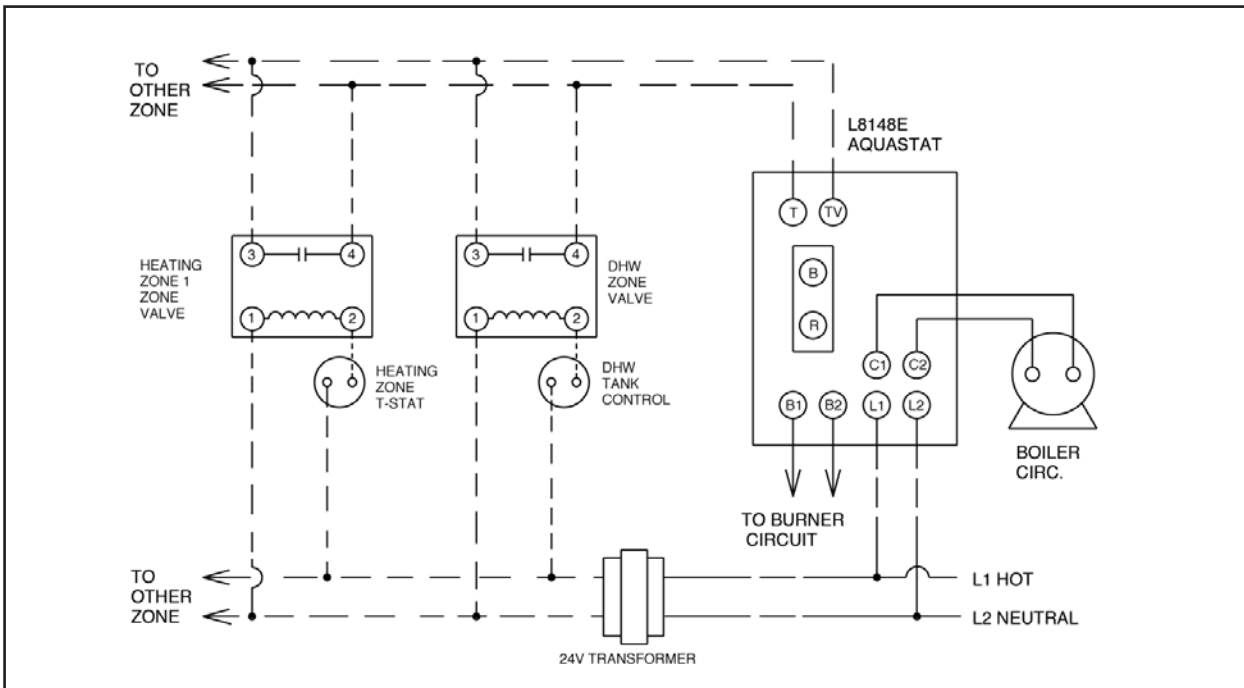 TO
OTHER
ZONE
L8148E
AQUASTAT
T
TV
HEATING
ZONE 1
ZONE
VALVE
3
4
1
2
3
4
1
2
DHW
ZONE
VALVE
B
R
C1
C2
B1
B2
L1
L2
HEATING
ZONE
T-STAT
DHW
TANK
CONTROL
BOILER
CIRC.
TO BURNER
CIRCUIT
TO
OTHER
ZONE
L1 HOT
L2 NEUTRAL
24V TRANSFORMER